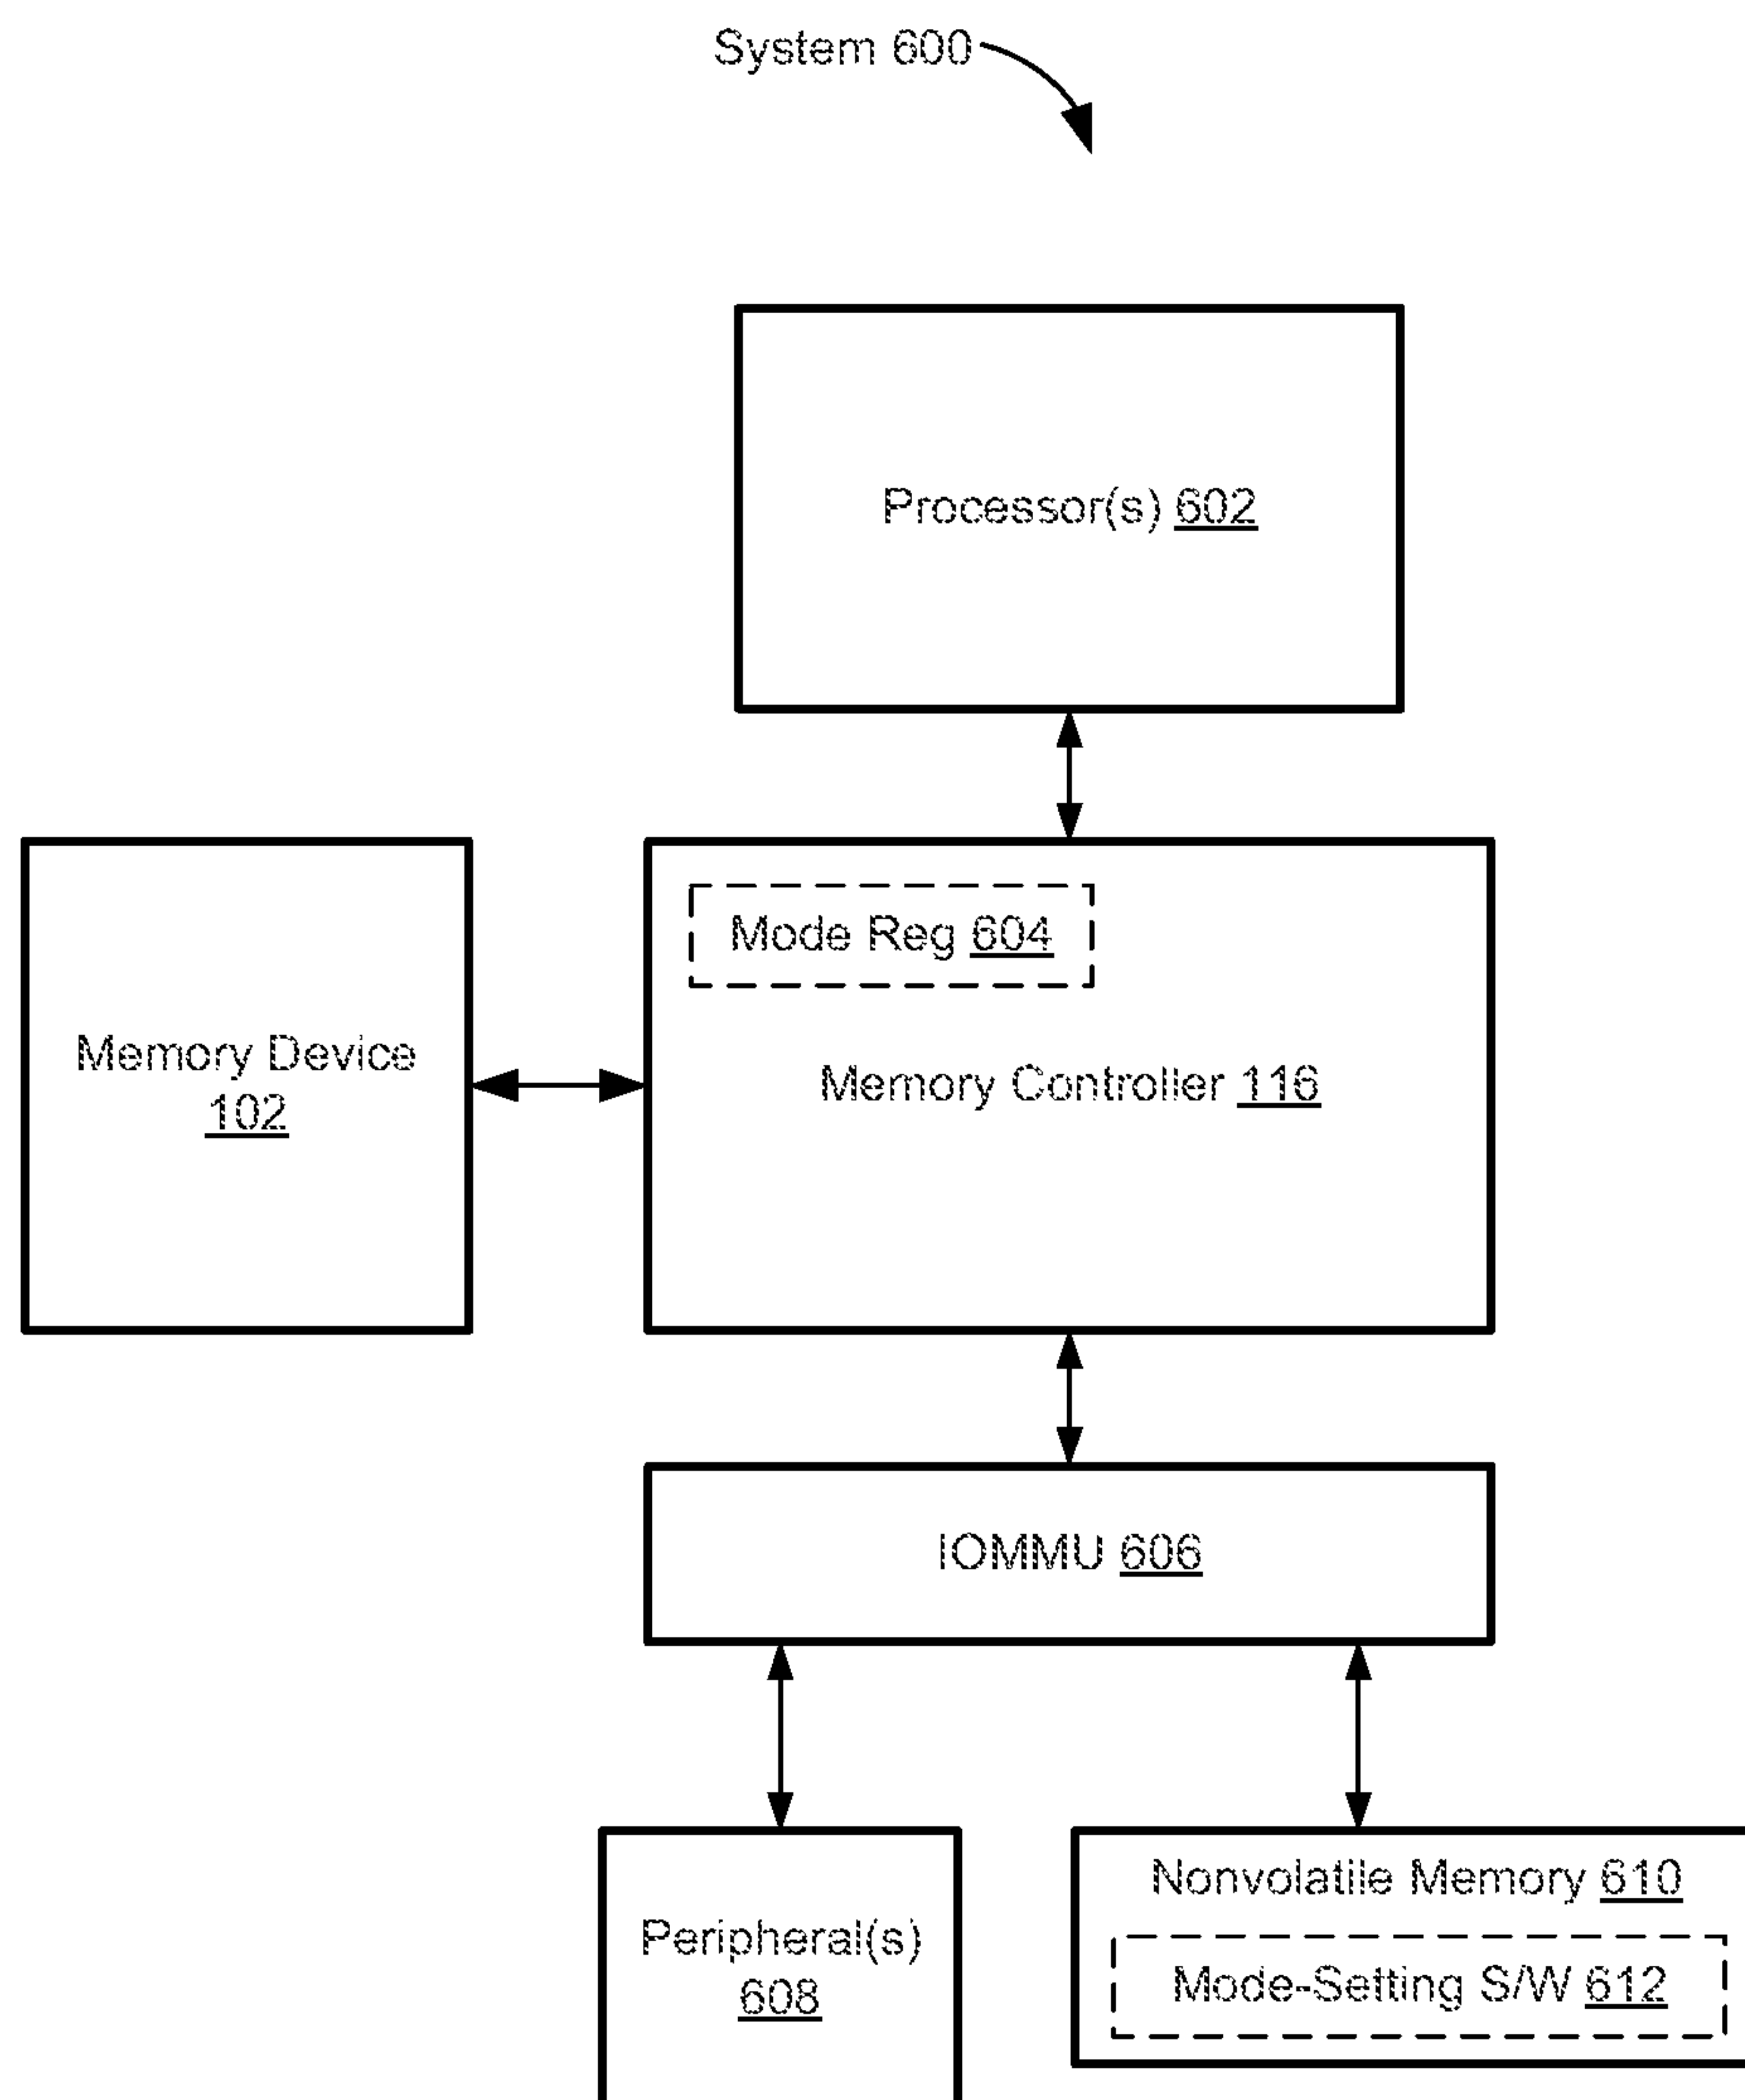 System 600
Processor(s) 602
Mode Reg 604
Memory Device
102
Memory Controller 116
IOMMU 606
Nonvolatile Memory 610
Peripheral(s)
608
Mode-Setting S/W 612